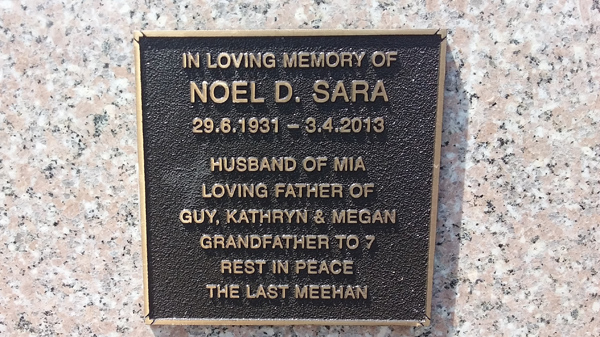 IN LOVING MEMORY OF
NOEL D. SARA
29.6.1931 – 3.4.2013
HUSBAND OF MIA
LOVING FATHER OF
GUY, KATHRYN & MEGAN
GRANDFATHER TO 7
REST IN PEACE
THE LAST MEEHAN